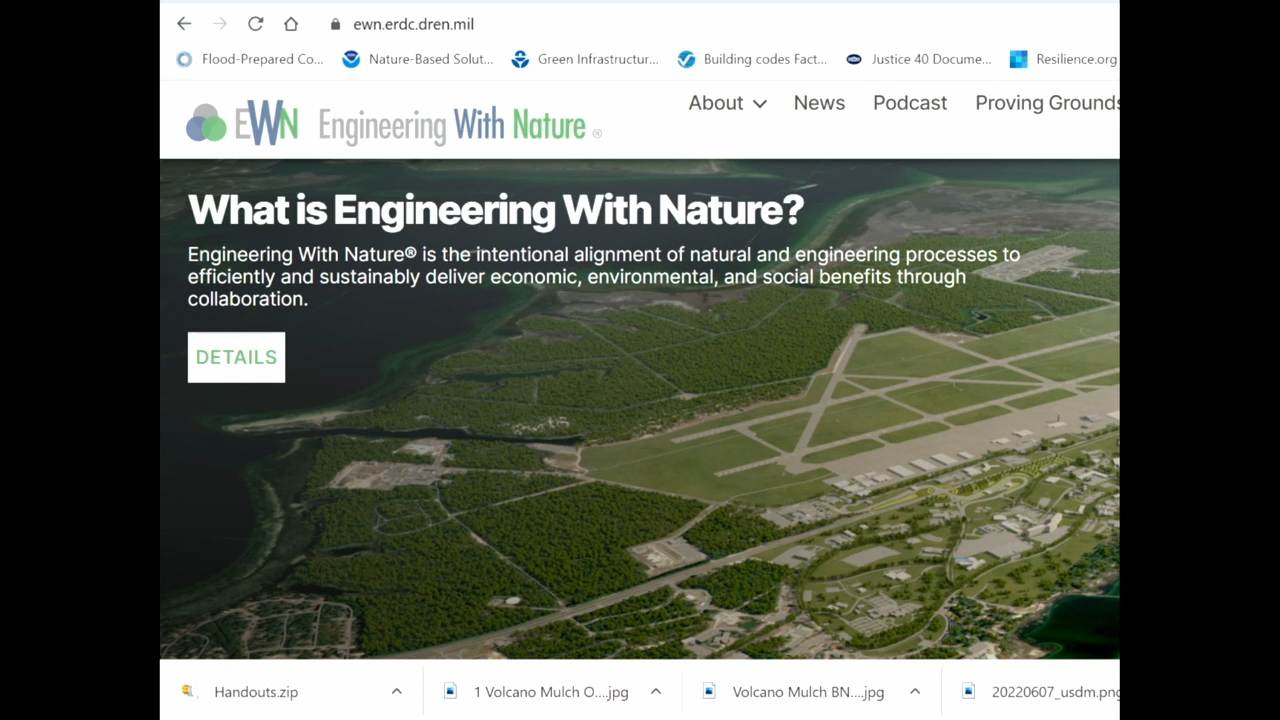 ewn.erdc.dren.mil
Flood-Prepared Co... Nature-Based Solut... Green Infrastructur... Building codes Fact... Justice 40 Docume... Resilience.org
About News Podcast Proving Grounds
EWN Engineering With Nature ®
What is Engineering With Nature?
Engineering With Nature® is the intentional alignment of natural and engineering processes to
efficiently and sustainably deliver economic, environmental, and social benefits through
collaboration.
DETAILS
Handouts.zip 1 Volcano Mulch O....jpg Volcano Mulch BN....jpg 20220607_usdm.png